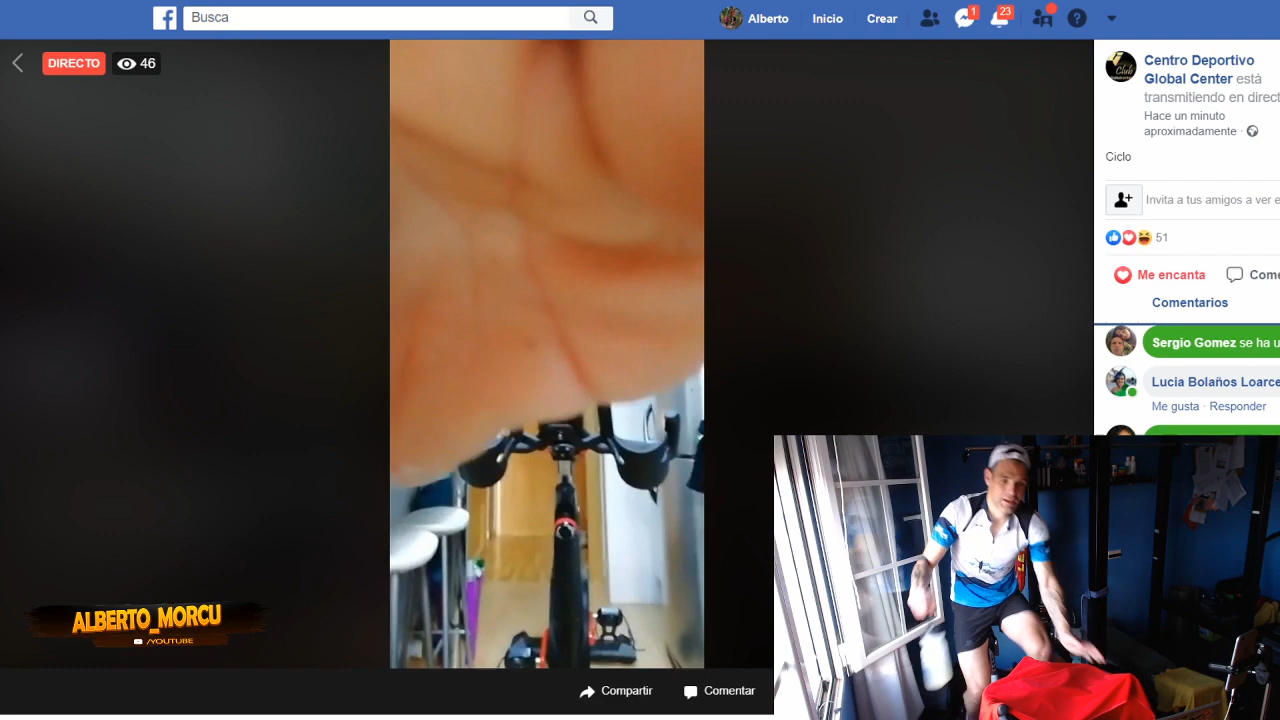 Busca
Alberto
Inicio
Crear
1
23
DIRECTO
46
Centro Deportivo
Global Center está
transmitiendo en direct
Hace un minuto
aproximadamente ·
Ciclo
Invita a tus amigos a ver e
51
Me encanta
Come
Comentarios
Sergio Gomez se ha u
Lucia Bolaños Loarce
Me gusta · Responder
ALBERTO_MORCU
/YOUTUBE
Compartir
Comentar